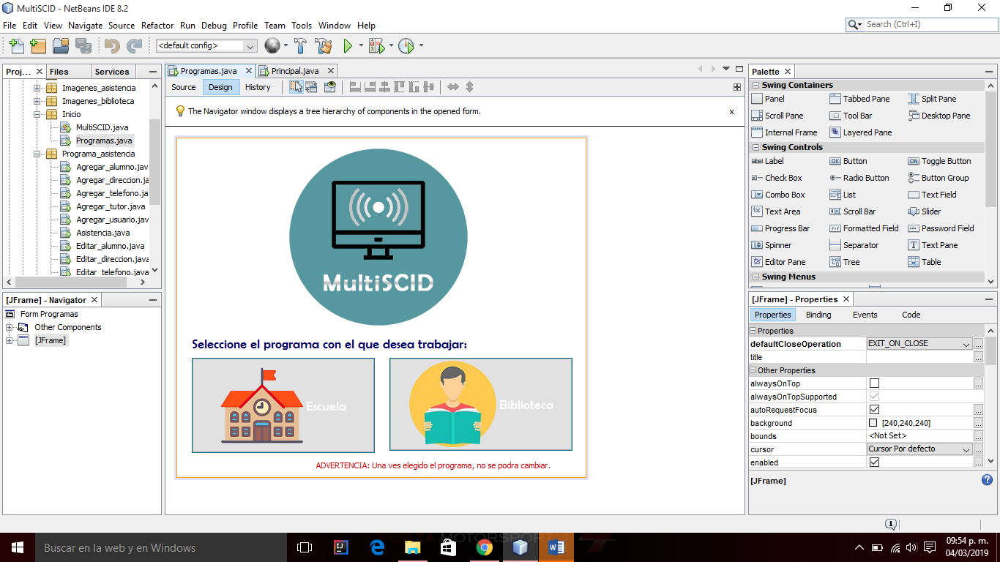 MultiSCID - NetBeans IDE 8.2
File Edit View Navigate Source Refactor Run Debug Profile Team Tools Window Help
Search (Ctrl+I)
<default config>
Proj... Files Services
Imagenes_asistencia
Imagenes_biblioteca
Inicio
MultiSCID.java
Programas.java
Programa_asistencia
Agregar_alumno.java
Agregar_direccion.ja
Agregar_telefono.ja
Agregar_tutor.java
Agregar_usuario.java
Asistencia.java
Editar_alumno.java
Editar_direccion.java
Editar_telefono.java
[JFrame] - Navigator
Form Programas
Other Components
[JFrame]
Programas.java Principal.java
Source Design History
The Navigator window displays a tree hierarchy of components in the opened form. x
MultiSCID
Seleccione el programa con el que desea trabajar:
Escuela
Biblioteca
ADVERTENCIA: Una ves elegido el programa, no se podra cambiar.
Palette
Swing Containers
Panel Tabbed Pane Split Pane
Scroll Pane Tool Bar Desktop Pane
Internal Frame Layered Pane
Swing Controls
label Label OK Button ON Toggle Button
Check Box Radio Button Button Group
Combo Box List Text Field
Text Area Scroll Bar Slider
Progress Bar Formatted Field Password Field
Spinner Separator Text Pane
Editor Pane Tree Table
Swing Menus
[JFrame] - Properties
Properties Binding Events Code
Properties
defaultCloseOperation EXIT_ON_CLOSE ...
title ...
Other Properties
alwaysOnTop ...
alwaysOnTopSupported
autoRequestFocus ...
background [240,240,240] ...
bounds <Not Set> ...
cursor Cursor Por defecto ...
enabled ...
[JFrame]
1
Buscar en la web y en Windows
MOTORSPORT
09:54 p. m.
04/03/2019